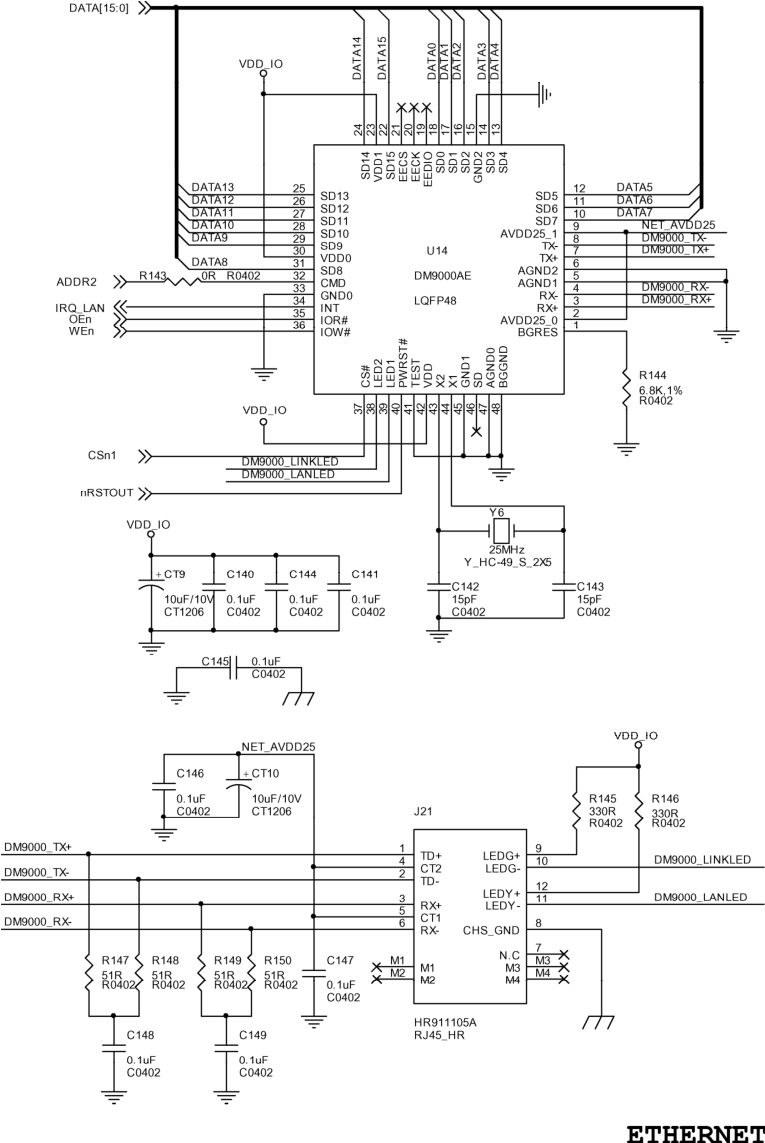 DATA[15:0]
VDD_IO
DATA14
DATA15
DATA0
DATA1
DATA2
DATA3
DATA4
24
23
22
21
20
19
18
17
16
15
14
13
SD14
VDD1
SD15
EECS
EECK
EEDIO
SD0
SD1
SD2
GND2
SD3
SD4
DATA13 25 SD13
DATA12 26 SD12
DATA11 27 SD11
DATA10 28 SD10
DATA9 29 SD9
30 VDD0
DATA8 31 SD8
ADDR2 R143 0R R0402 32 CMD
33 GND0
IRQ_LAN 34 INT
OEn 35 IOR#
WEn 36 IOW#
U14
DM9000AE
LQFP48
SD5 12 DATA5
SD6 11 DATA6
SD7 10 DATA7
AVDD25_1 9 NET_AVDD25
TX- 8 DM9000_TX-
TX+ 7 DM9000_TX+
AGND2 6
AGND1 5
RX- 4 DM9000_RX-
RX+ 3 DM9000_RX+
AVDD25_0 2
BGRES 1
R144
6.8K,1%
R0402
CS#
LED2
LED1
PWRST#
TEST
VDD
X2
X1
GND1
SD
AGND0
BGGND
37
38
39
40
41
42
43
44
45
46
47
48
VDD_IO
CSn1
DM9000_LINKLED
DM9000_LANLED
nRSTOUT
Y6
25MHz
Y_HC-49_S_2X5
C142
15pF
C0402
C143
15pF
C0402
VDD_IO
+ CT9
10uF/10V
CT1206
C140
0.1uF
C0402
C144
0.1uF
C0402
C141
0.1uF
C0402
C145
0.1uF
C0402
NET_AVDD25
C146
0.1uF
C0402
+ CT10
10uF/10V
CT1206
VDD_IO
R145
330R
R0402
R146
330R
R0402
J21
DM9000_TX+ 1 TD+
4 CT2
DM9000_TX- 2 TD-
DM9000_RX+ 3 RX+
5 CT1
DM9000_RX- 6 RX-
M1 M1
M2 M2
LEDG+ 9
LEDG- 10 DM9000_LINKLED
LEDY+ 12
LEDY- 11 DM9000_LANLED
CHS_GND 8
N.C 7
M3 M3
M4 M4
HR911105A
RJ45_HR
R147
51R
R0402
R148
51R
R0402
R149
51R
R0402
R150
51R
R0402
C147
0.1uF
C0402
C148
0.1uF
C0402
C149
0.1uF
C0402
ETHERNET